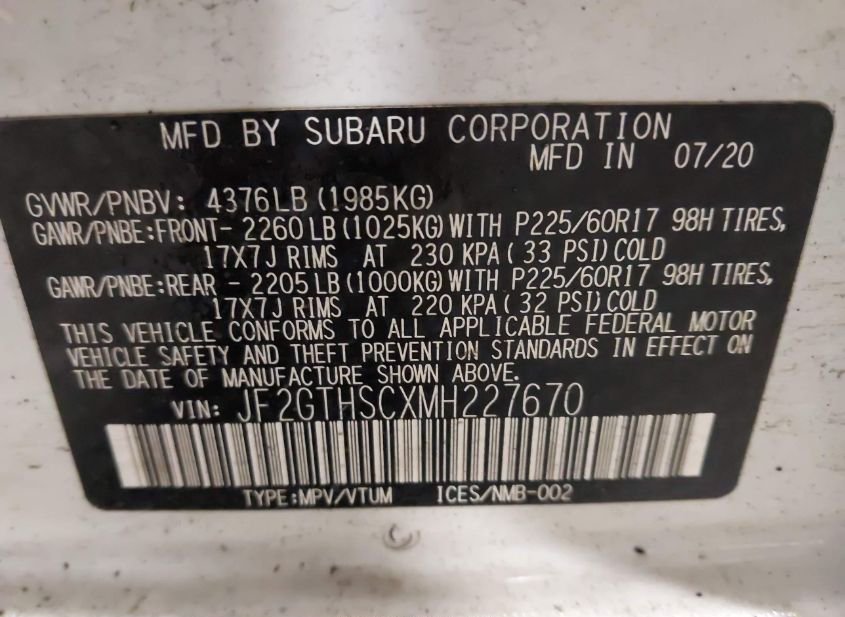 MFD BY SUBARU CORPORATION
MFD IN 07/20
GVWR/PNBV: 4376LB (1985KG)
GAWR/PNBE:FRONT-2260LB(1025KG)WITH P225/60R17 98H TIRES,
17X7J RIMS AT 230 KPA( 33 PSI)COLD
GAWR/PNBE:REAR - 2205LB(1000KG)WITH P225/60R17 98H TIRES,
17X7J RIMS AT 220 KPA( 32 PSI)COLD
THIS VEHICLE CONFORMS TO ALL APPLICABLE FEDERAL MOTOR
VEHICLE SAFETY AND THEFT PREVENTION STANDARDS IN EFFECT ON
THE DATE OF MANUFACTURE SHOWN ABOVE.
VIN: JF2GTHSCXMH227670
TYPE:MPV/VTUM ICES/NMB-002